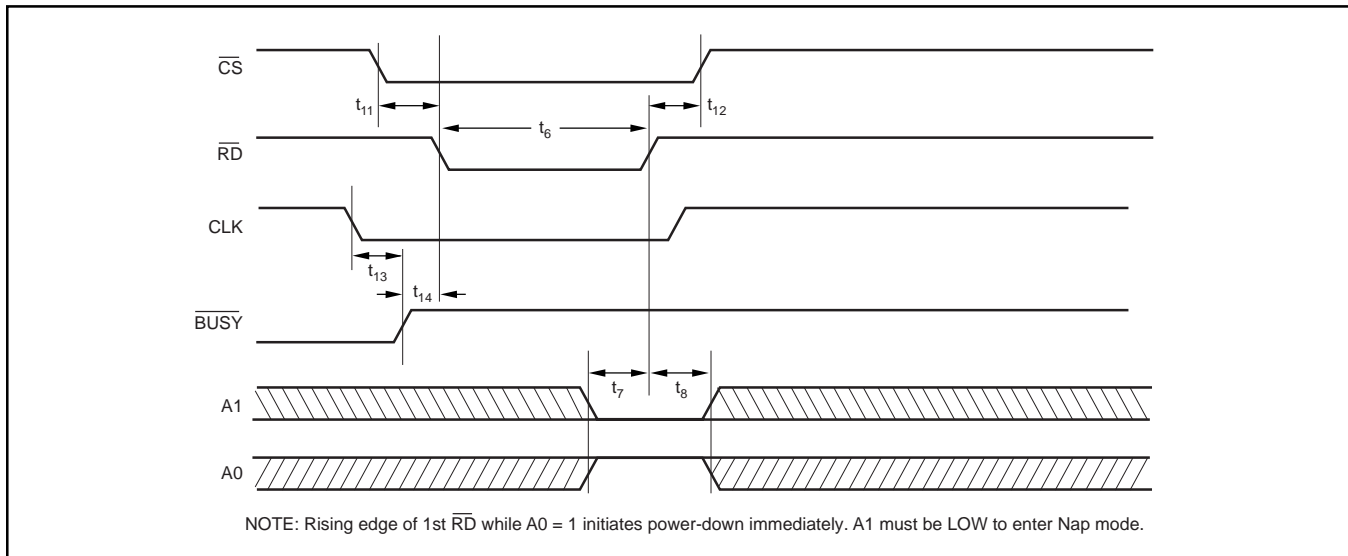 CS
t11
t12
t6
RD
CLK
t13
t14
BUSY
t7
t8
A1
A0
NOTE: Rising edge of 1st RD while A0 = 1 initiates power-down immediately. A1 must be LOW to enter Nap mode.